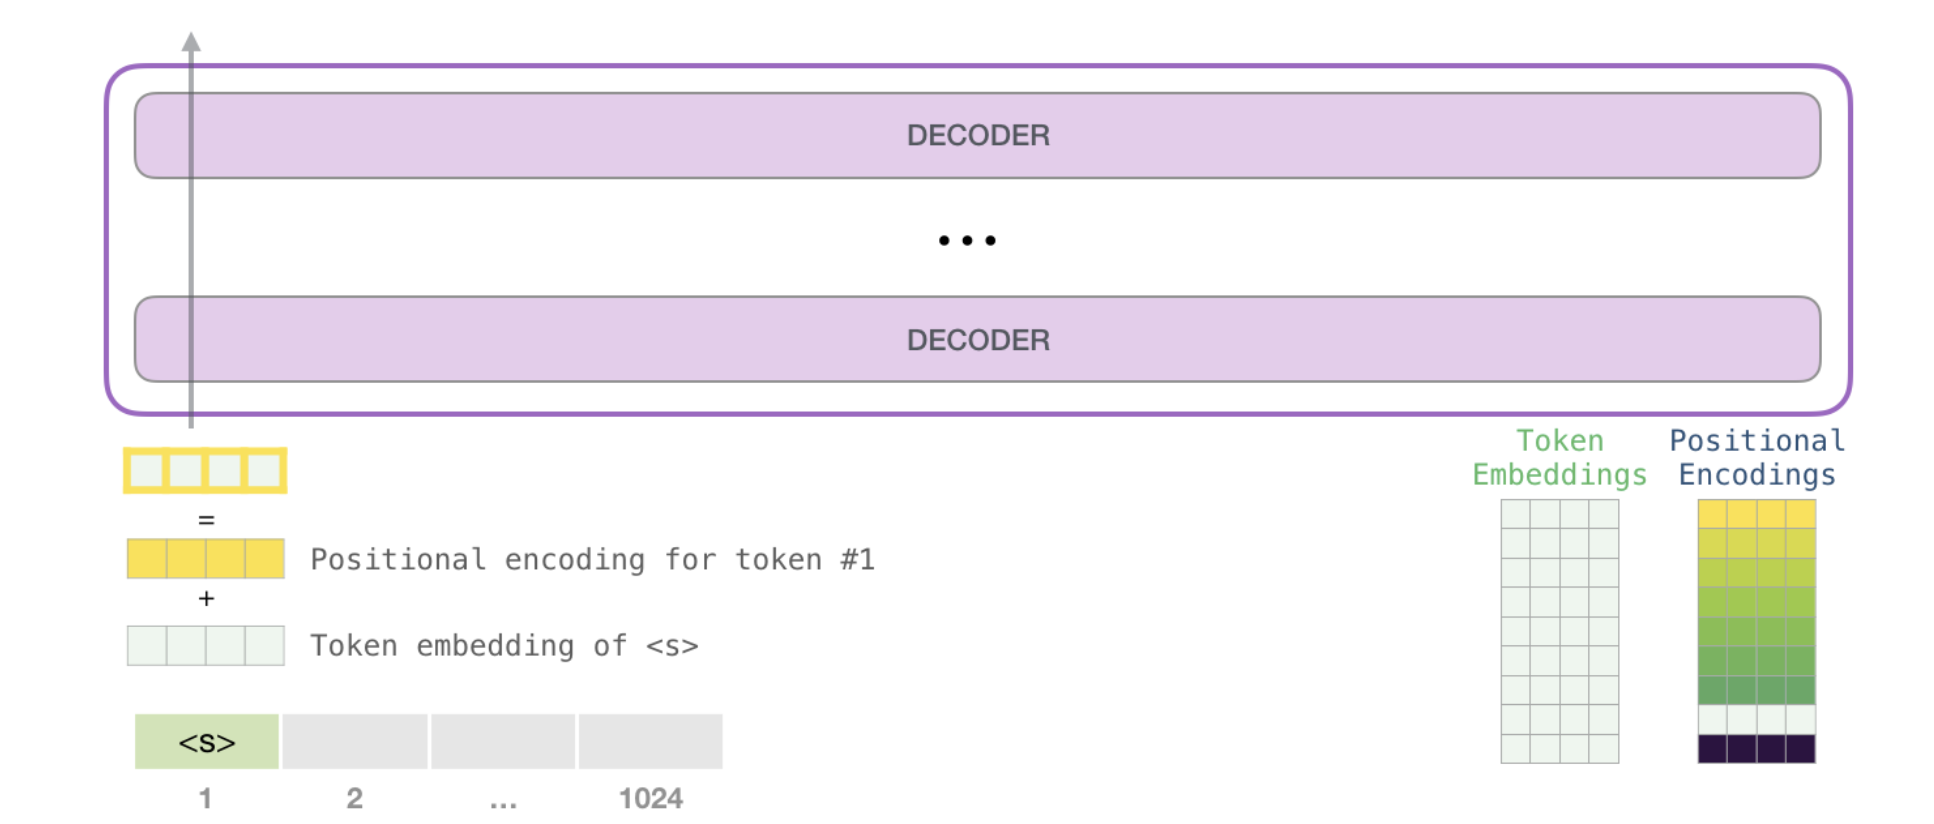 DECODER
...
DECODER
Token Embeddings
Positional Encodings
=
Positional encoding for token #1
+
Token embedding of <s>
<s>
1 2 ... 1024